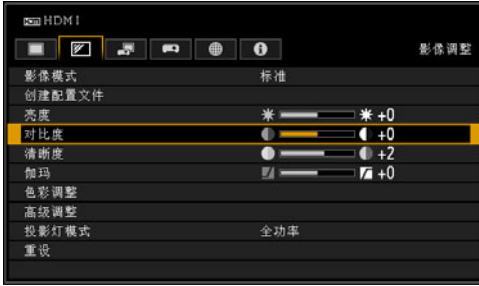 HDMI
影像调整
影像模式 标准
创建配置文件
亮度 +0
对比度 +0
清晰度 +2
伽玛 +0
色彩调整
高级调整
投影灯模式 全功率
重设